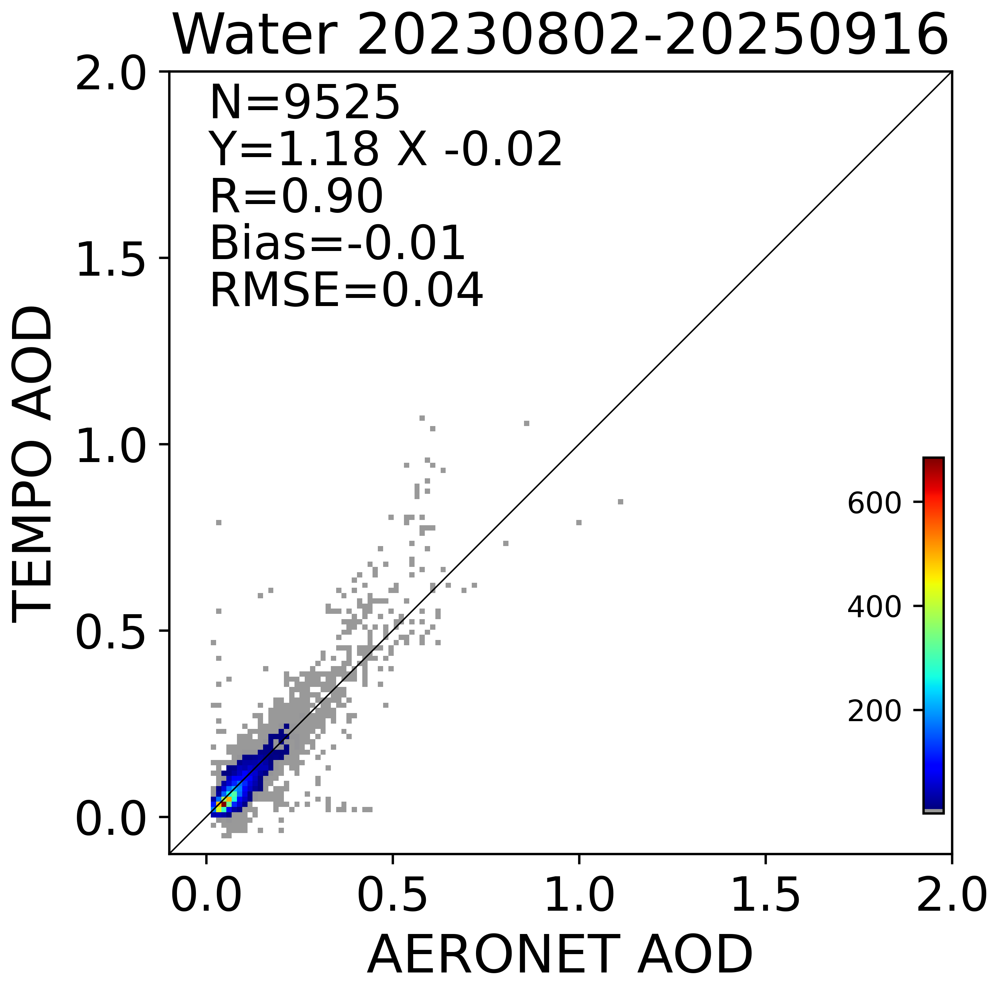 Water 20230802-20250916
N=9525
Y=1.18 X -0.02
R=0.90
Bias=-0.01
RMSE=0.04
TEMPO AOD
2.0
1.5
1.0
0.5
0.0
600
400
200
0.0 0.5 1.0 1.5 2.0
AERONET AOD